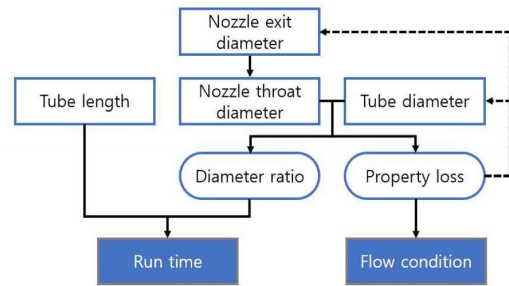 Nozzle exit
diameter
Tube length
Nozzle throat
diameter
Tube diameter
Diameter ratio
Property loss
Run time
Flow condition